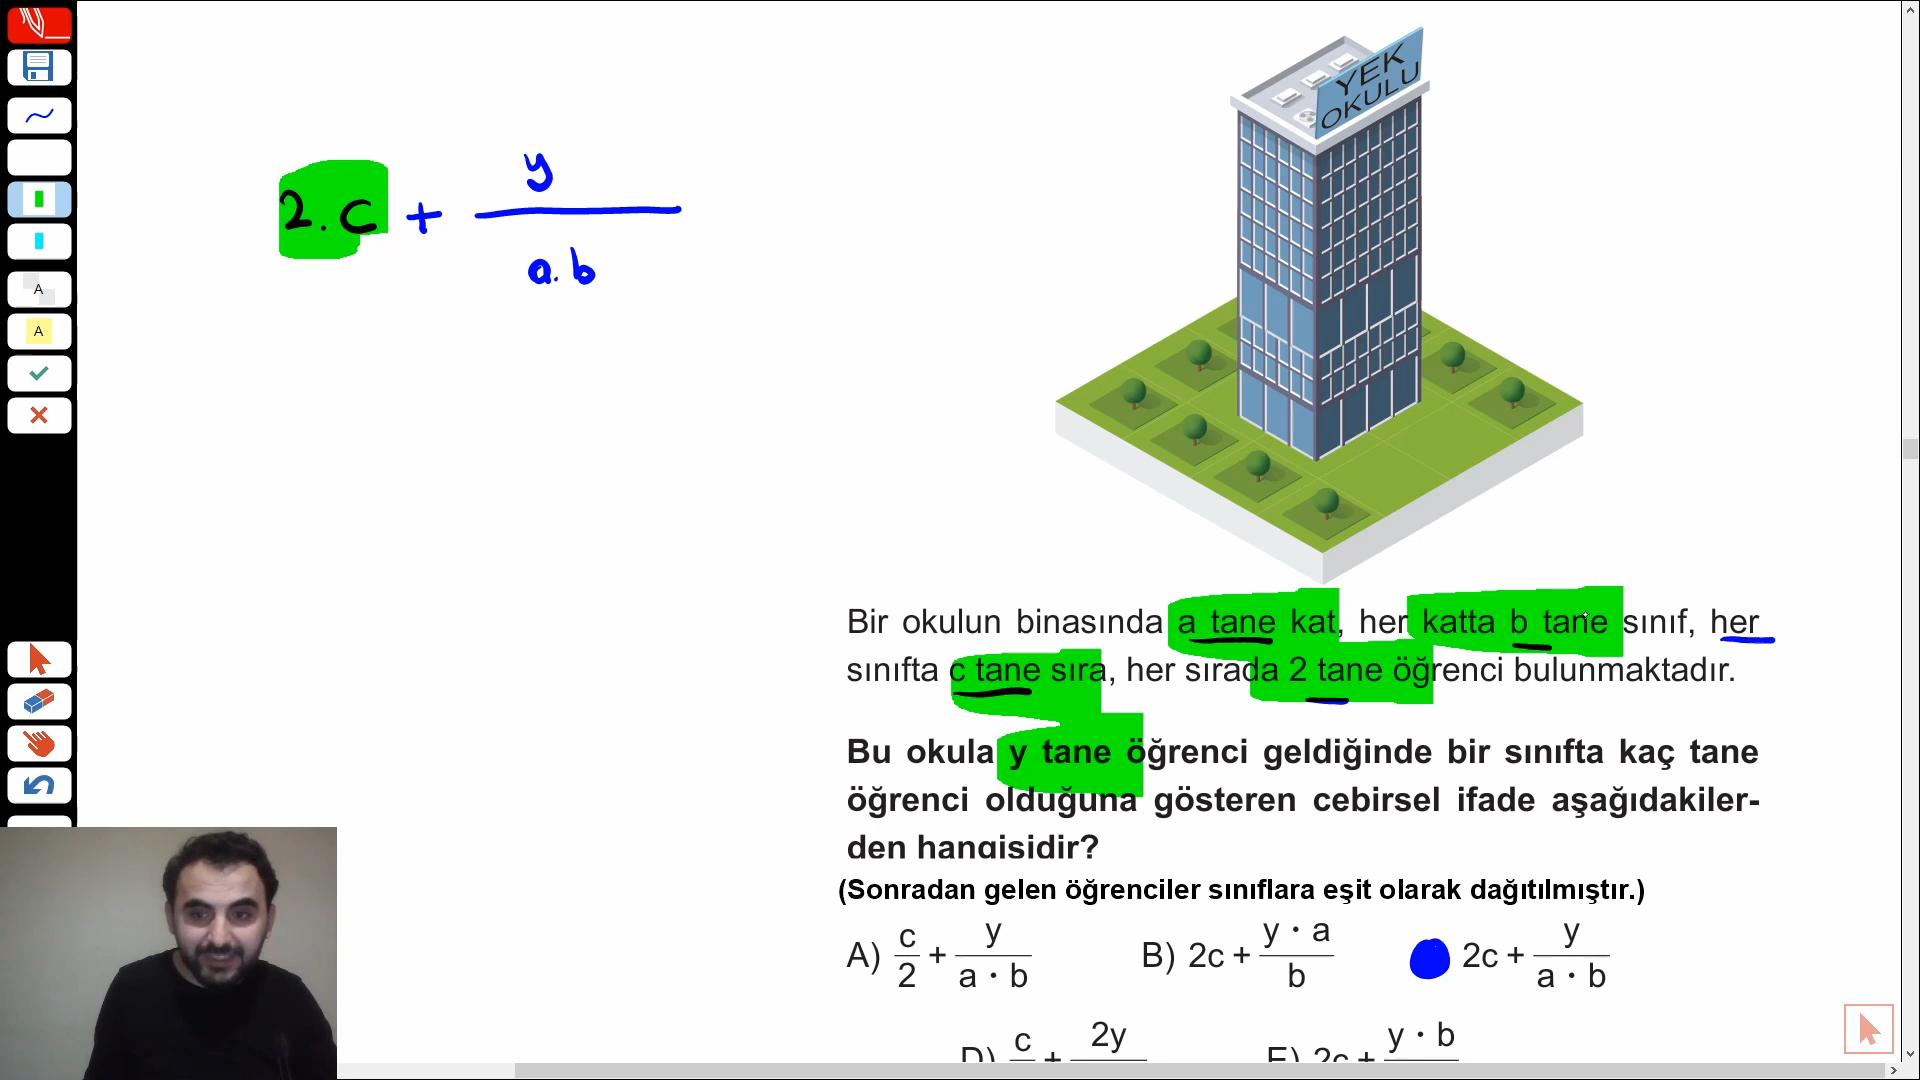 YEK
OKULU
2.c + y
a.b
A
A
Bir okulun binasında a tane kat, her katta b tane sınıf, her
sınıfta c tane sıra, her sırada 2 tane öğrenci bulunmaktadır.
Bu okula y tane öğrenci geldiğinde bir sınıfta kaç tane
öğrenci olduğuna gösteren cebirsel ifade aşağıdakiler-
den hangisidir?
(Sonradan gelen öğrenciler sınıflara eşit olarak dağıtılmıştır.)
A) c/2 + y/a · b B) 2c + y · a/b 2c + y/a · b
D) c + 2y E) 2c + y · b